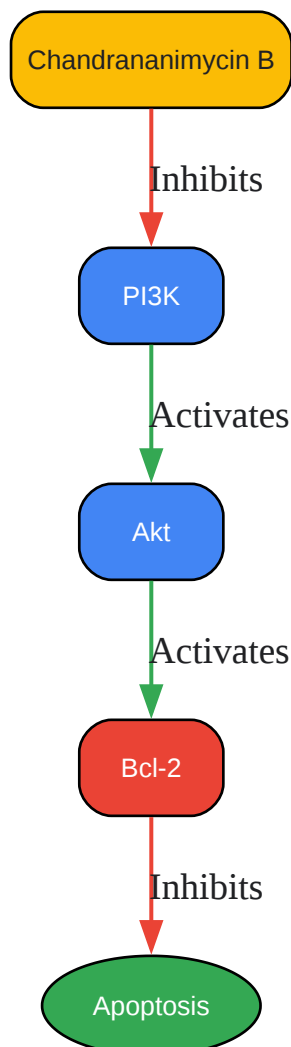 Chandrananimycin B
Inhibits
PI3K
Activates
Akt
Activates
Bcl-2
Inhibits
Apoptosis